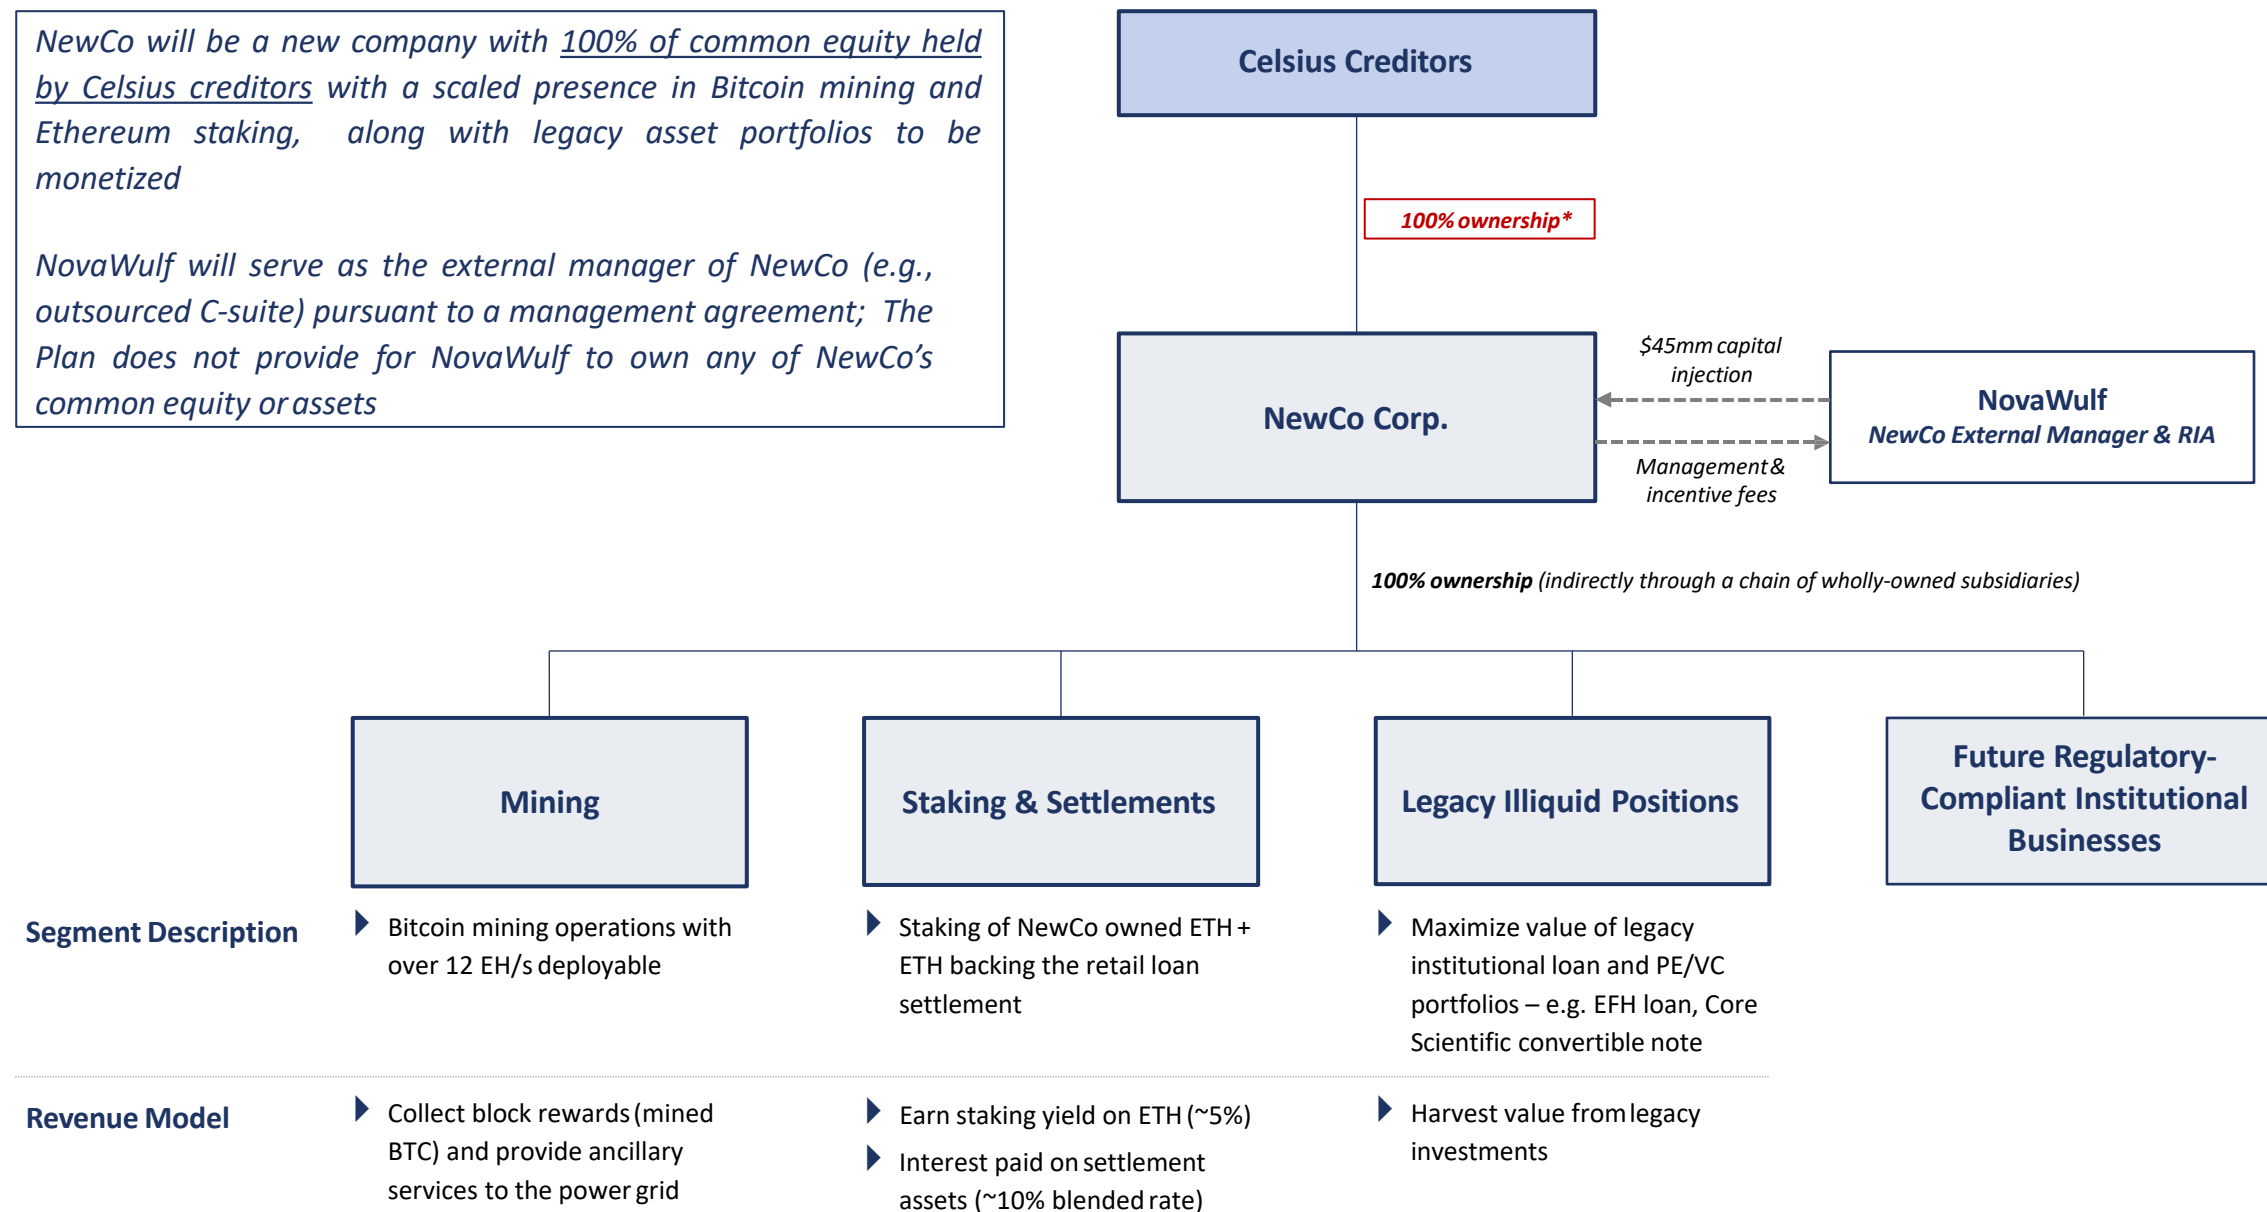 NewCo will be a new company with 100% of common equity held
by Celsius creditors with a scaled presence in Bitcoin mining and
Ethereum staking, along with legacy asset portfolios to be
monetized
NovaWulf will serve as the external manager of NewCo (e.g.,
outsourced C-suite) pursuant to a management agreement; The
Plan does not provide for NovaWulf to own any of NewCo's
common equity or assets
Celsius Creditors
100% ownership*
NewCo Corp.
$45mm capital
injection
Management &
incentive fees
NovaWulf
NewCo External Manager & RIA
100% ownership (indirectly through a chain of wholly-owned subsidiaries)
Mining
Staking & Settlements
Legacy Illiquid Positions
Future Regulatory-
Compliant Institutional
Businesses
Segment Description
Bitcoin mining operations with
over 12 EH/s deployable
Staking of NewCo owned ETH +
ETH backing the retail loan
settlement
Maximize value of legacy
institutional loan and PE/VC
portfolios – e.g. EFH loan, Core
Scientific convertible note
Revenue Model
Collect block rewards (mined
BTC) and provide ancillary
services to the power grid
Earn staking yield on ETH (~5%)
Interest paid on settlement
assets (~10% blended rate)
Harvest value from legacy
investments